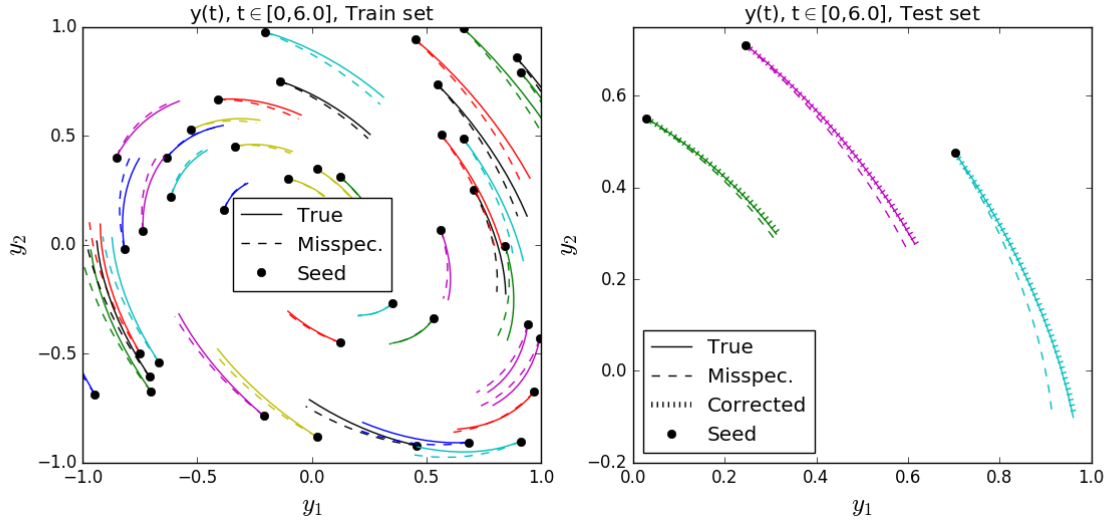 y(t), t∈[0,6.0], Train set
1.0
0.5
0.0
−0.5
−1.0
y₂
True
Misspec.
Seed
−1.0 −0.5 0.0 0.5 1.0
y₁
y(t), t∈[0,6.0], Test set
0.6
0.4
0.2
0.0
−0.2
y₂
True
Misspec.
Corrected
Seed
0.0 0.2 0.4 0.6 0.8 1.0
y₁